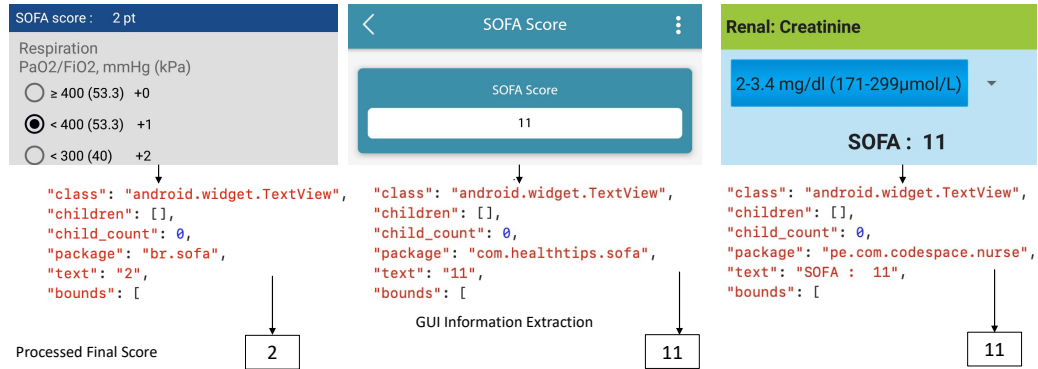 SOFA score :    2 pt
Respiration
PaO2/FiO2, mmHg (kPa)
≥ 400 (53.3)  +0
< 400 (53.3)  +1
< 300 (40)    +2
"class": "android.widget.TextView",
"children": [],
"child_count": 0,
"package": "br.sofa",
"text": "2",
"bounds": [
Processed Final Score
2
SOFA Score
SOFA Score
11
"class": "android.widget.TextView",
"children": [],
"child_count": 0,
"package": "com.healthtips.sofa",
"text": "11",
"bounds": [
GUI Information Extraction
11
Renal: Creatinine
2-3.4 mg/dl (171-299µmol/L)
SOFA :  11
"class": "android.widget.TextView",
"children": [],
"child_count": 0,
"package": "pe.com.codespace.nurse",
"text": "SOFA :  11",
"bounds": [
11